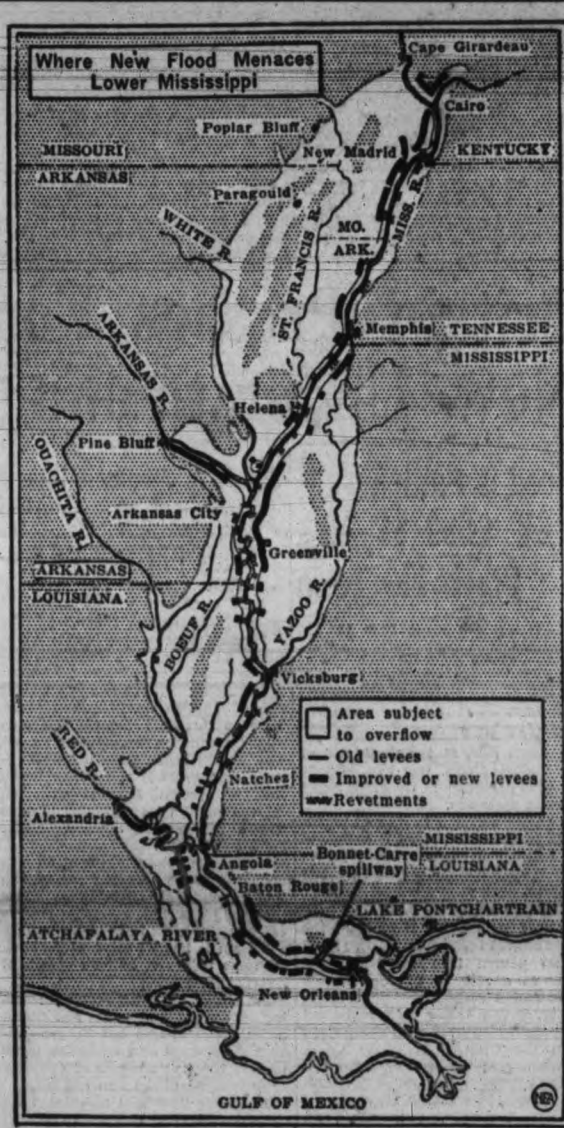 Where New Flood Menaces
Lower Mississippi
Cape Girardeau
Cairo
Poplar Bluff
New Madrid
MISSOURI
ARKANSAS
KENTUCKY
Paragould
WHITE R.
ST. FRANCIS R.
MO.
ARK.
MISS. R.
Memphis
TENNESSEE
MISSISSIPPI
ARKANSAS R.
Helena
Pine Bluff
OUACHITA R.
Arkansas City
Greenville
ARKANSAS
LOUISIANA
BOEUF R.
YAZOO R.
Vicksburg
Area subject
to overflow
Old levees
Improved or new levees
Revetments
RED R.
Natchez
Alexandria
MISSISSIPPI
LOUISIANA
Angola
Bonnet-Carre
spillway
Baton Rouge
LAKE PONTCHARTRAIN
ATCHAFALAYA RIVER
New Orleans
GULF OF MEXICO
NEA